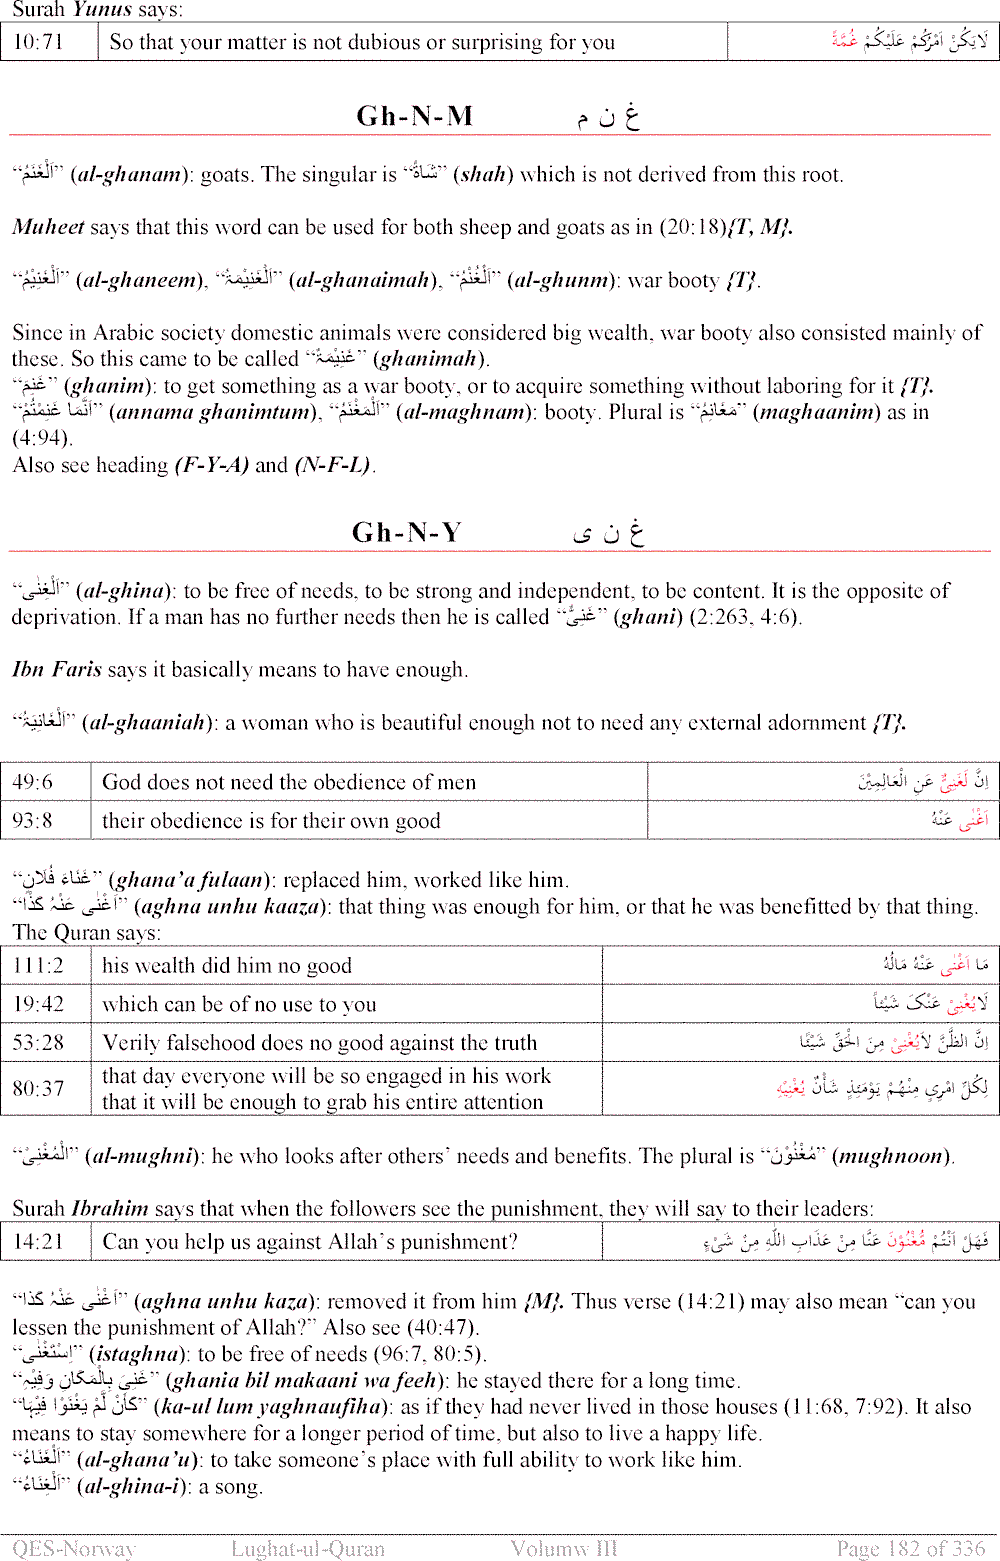 Surah Yunus says:
10:71 So that your matter is not dubious or surprising for you لَايَكُنْ اَمْرُكُمْ عَلَيْكُمْ غُمَّةً
Gh-N-M غ ن م
“اَلْغَنَمُ” (al-ghanam): goats. The singular is “شَاةٌ” (shah) which is not derived from this root.
Muheet says that this word can be used for both sheep and goats as in (20:18){T, M}.
“اَلْغَنِيْمُ” (al-ghaneem), “اَلْغَنِيْمَۃُ” (al-ghanaimah), “اَلْغُنْمُ” (al-ghunm): war booty {T}.
Since in Arabic society domestic animals were considered big wealth, war booty also consisted mainly of
these. So this came to be called “غَنِيْمَۃٌ” (ghanimah).
“غَنِمَ” (ghanim): to get something as a war booty, or to acquire something without laboring for it {T}.
“اَنَّمَا غَنِمْتُمْ” (annama ghanimtum), “اَلْمَغْنَمُ” (al-maghnam): booty. Plural is “مَغَانِمُ” (maghaanim) as in
(4:94).
Also see heading (F-Y-A) and (N-F-L).
Gh-N-Y غ ن ی
“اَلْغِنٰی” (al-ghina): to be free of needs, to be strong and independent, to be content. It is the opposite of
deprivation. If a man has no further needs then he is called “غَنِیٌّ” (ghani) (2:263, 4:6).
Ibn Faris says it basically means to have enough.
“اَلْغَانِيَۃُ” (al-ghaaniah): a woman who is beautiful enough not to need any external adornment {T}.
49:6 God does not need the obedience of men اِنَّ لَغَنِیٌّ عَنِ الْعَالِمِيْنَ
93:8 their obedience is for their own good اَغْنٰی عَنْهُ
“غَنَاءَ فُلَانٍ” (ghana’a fulaan): replaced him, worked like him.
“اَغْنٰی عَنْہُ کَذَا” (aghna unhu kaaza): that thing was enough for him, or that he was benefitted by that thing.
The Quran says:
111:2 his wealth did him no good مَا اَغْنٰی عَنْهُ مَالُهُ
19:42 which can be of no use to you لَايُغْنِیْ عَنْکَ شَيْئاً
53:28 Verily falsehood does no good against the truth اِنَّ الظَّنَّ لاَيُغْنِیْ مِنَ الْحَقِّ شَيْئًا
80:37 that day everyone will be so engaged in his work
that it will be enough to grab his entire attention لِكُلِّ امْرِیٍ مِنْهُمْ يَوْمَئِذٍ شَأْنٌ يُغْنِيْهِ
“الْمُغْنِیْ” (al-mughni): he who looks after others’ needs and benefits. The plural is “مُغْنُوْنَ” (mughnoon).
Surah Ibrahim says that when the followers see the punishment, they will say to their leaders:
14:21 Can you help us against Allah’s punishment? فَهَلْ اَنْتُمْ مُّغْنُوْنَ عَنَّا مِنْ عَذَابِ اللّٰهِ مِنْ شَیْءٍ
“اَغْنٰی عَنْہُ کَذا” (aghna unhu kaza): removed it from him {M}. Thus verse (14:21) may also mean “can you
lessen the punishment of Allah?” Also see (40:47).
“اِسْتَغْنٰی” (istaghna): to be free of needs (96:7, 80:5).
“غَنِیَ بِالْمَکَانِ وَفِيْہِ” (ghania bil makaani wa feeh): he stayed there for a long time.
“کَأَنْ لَّمْ يَغْنَوْا فِيْہَا” (ka-ul lum yaghnaufiha): as if they had never lived in those houses (11:68, 7:92). It also
means to stay somewhere for a longer period of time, but also to live a happy life.
“اَلْغَنَاءُ” (al-ghana’u): to take someone’s place with full ability to work like him.
“اَلْغِنَاءُ” (al-ghina-i): a song.
QES-Norway Lughat-ul-Quran Volumw III Page 182 of 336